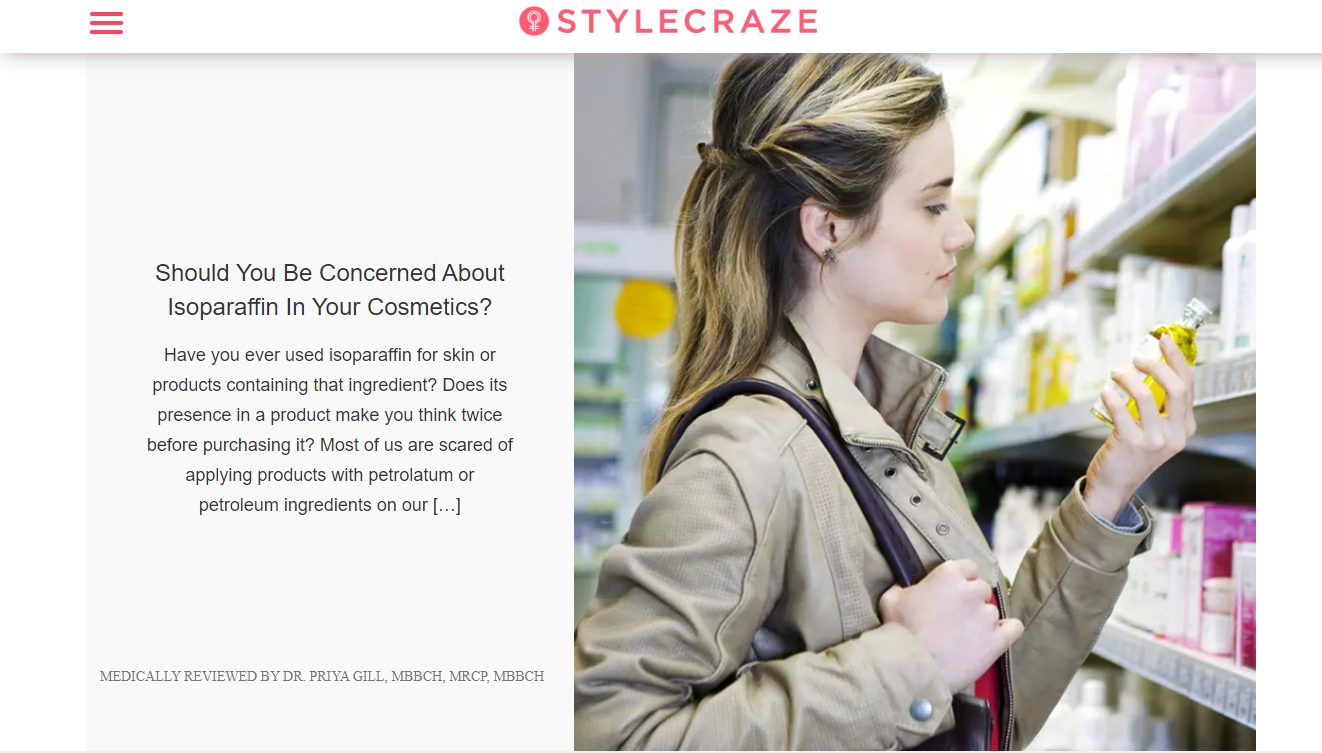 STYLECRAZE
Should You Be Concerned About
Isoparaffin In Your Cosmetics?
Have you ever used isoparaffin for skin or
products containing that ingredient? Does its
presence in a product make you think twice
before purchasing it? Most of us are scared of
applying products with petrolatum or
petroleum ingredients on our [...]
MEDICALLY REVIEWED BY DR. PRIYA GILL, MBBCH, MRCP, MBBCH